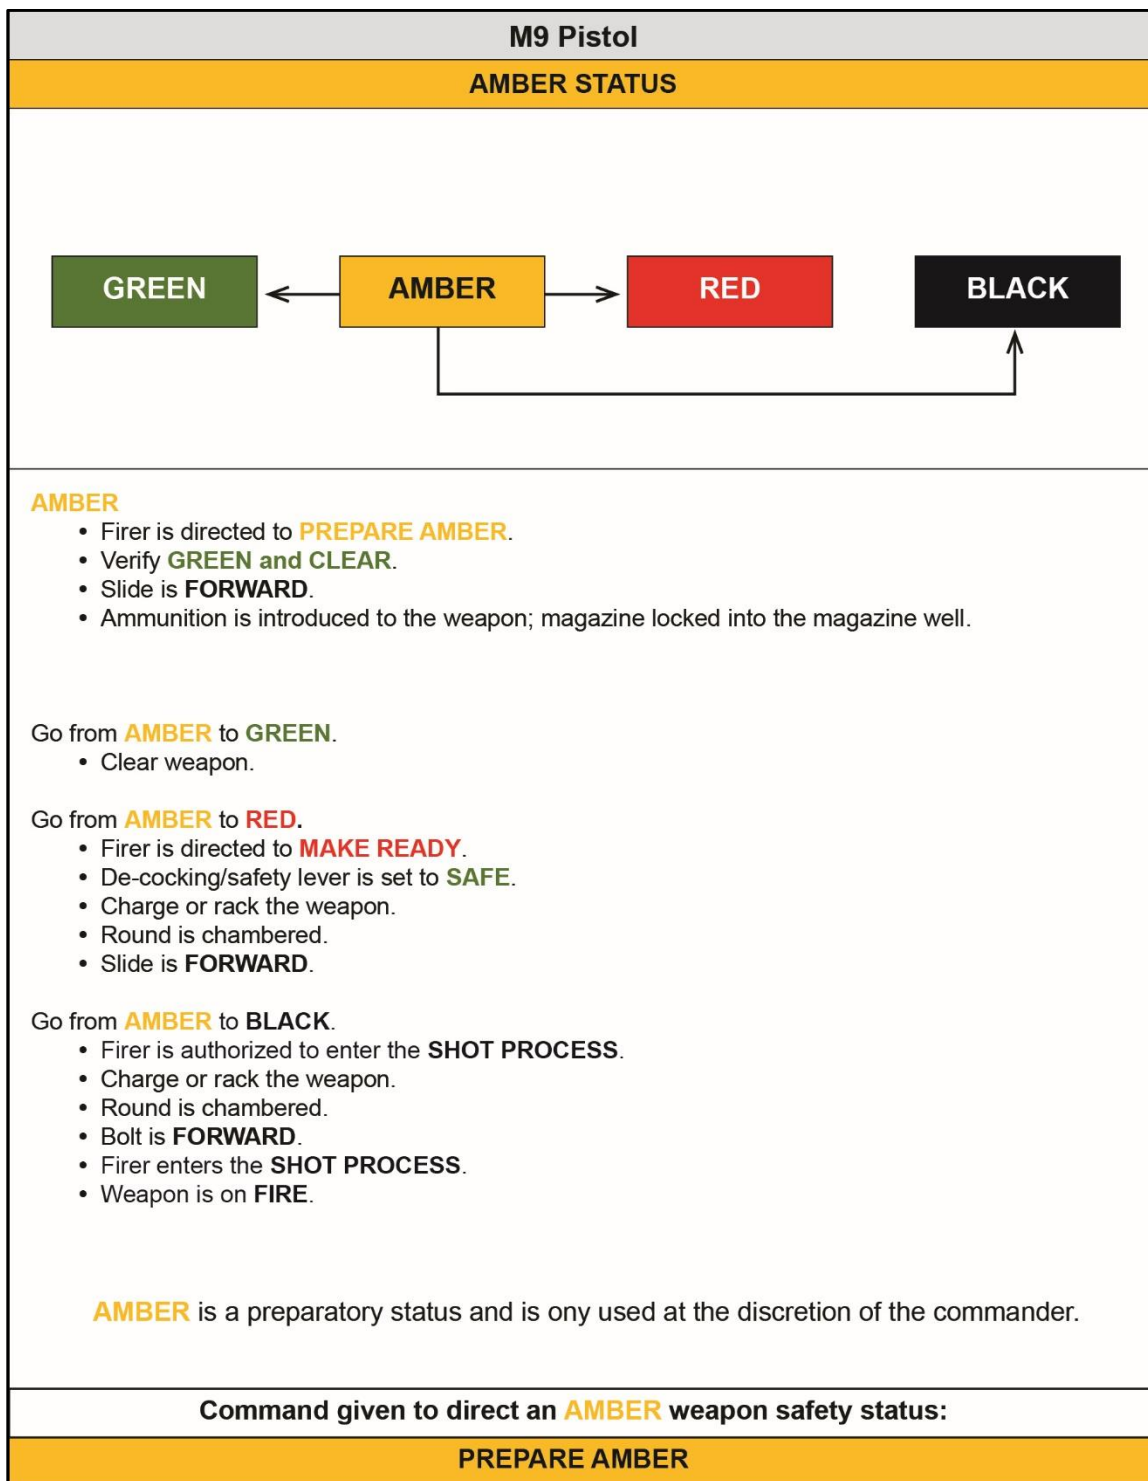 M9 Pistol
AMBER STATUS
GREEN
AMBER
RED
BLACK
AMBER
• Firer is directed to PREPARE AMBER.
• Verify GREEN and CLEAR.
• Slide is FORWARD.
• Ammunition is introduced to the weapon; magazine locked into the magazine well.
Go from AMBER to GREEN.
• Clear weapon.
Go from AMBER to RED.
• Firer is directed to MAKE READY.
• De-cocking/safety lever is set to SAFE.
• Charge or rack the weapon.
• Round is chambered.
• Slide is FORWARD.
Go from AMBER to BLACK.
• Firer is authorized to enter the SHOT PROCESS.
• Charge or rack the weapon.
• Round is chambered.
• Bolt is FORWARD.
• Firer enters the SHOT PROCESS.
• Weapon is on FIRE.
AMBER is a preparatory status and is ony used at the discretion of the commander.
Command given to direct an AMBER weapon safety status:
PREPARE AMBER